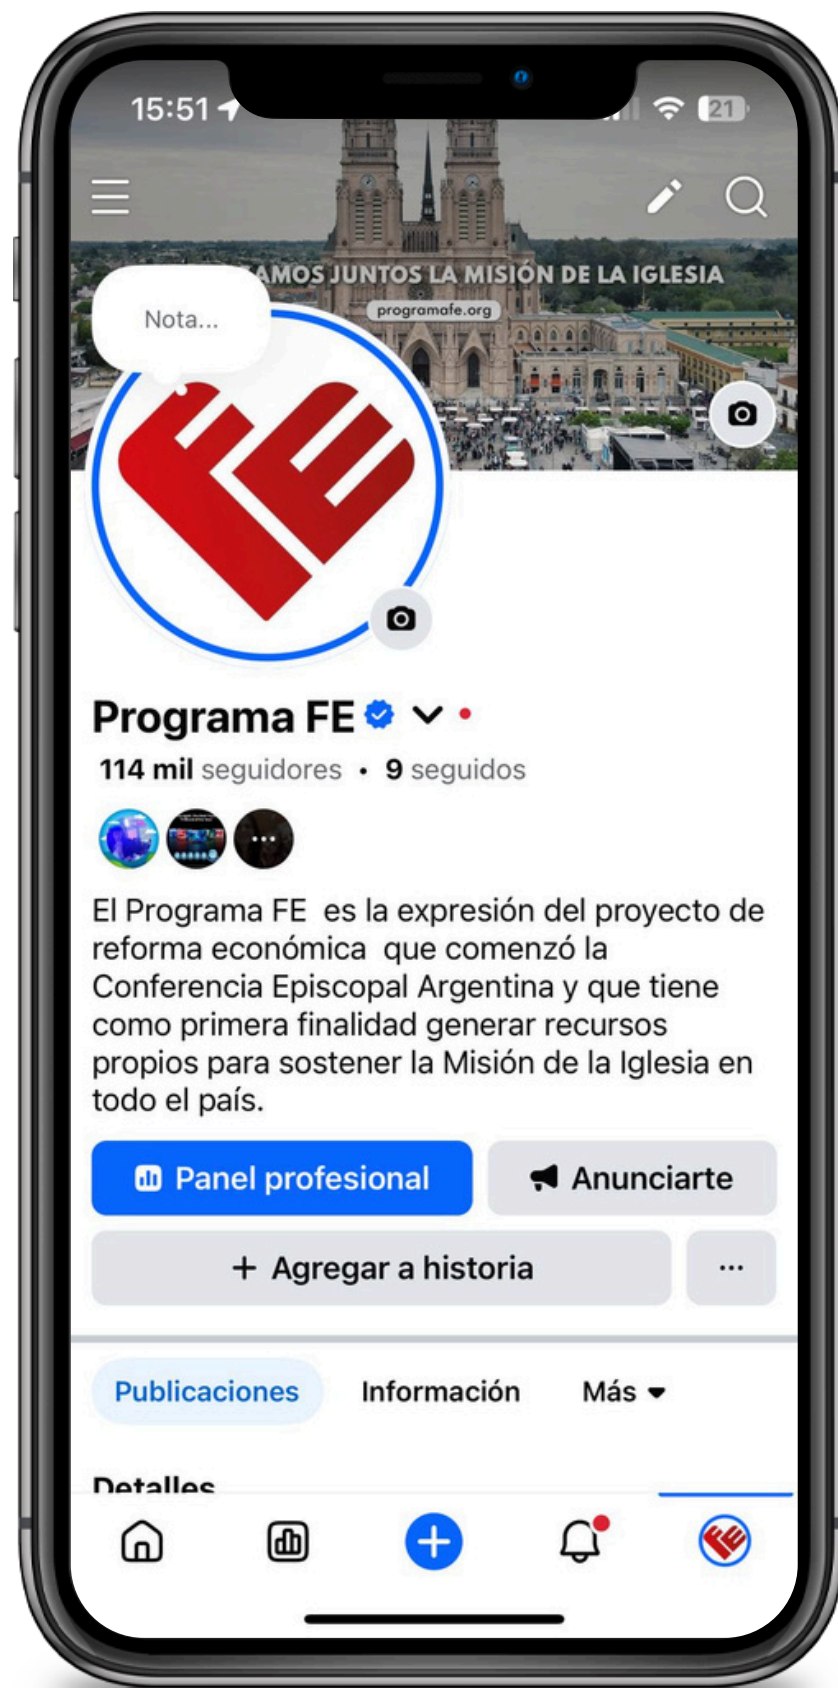 15:51
21
AMOS JUNTOS LA MISIÓN DE LA IGLESIA
programafe.org
Nota...
FE
Programa FE
114 mil seguidores • 9 seguidos
El Programa FE es la expresión del proyecto de
reforma económica que comenzó la
Conferencia Episcopal Argentina y que tiene
como primera finalidad generar recursos
propios para sostener la Misión de la Iglesia en
todo el país.
Panel profesional
Anunciarte
+ Agregar a historia
...
Publicaciones
Información
Más
Detalles
FE